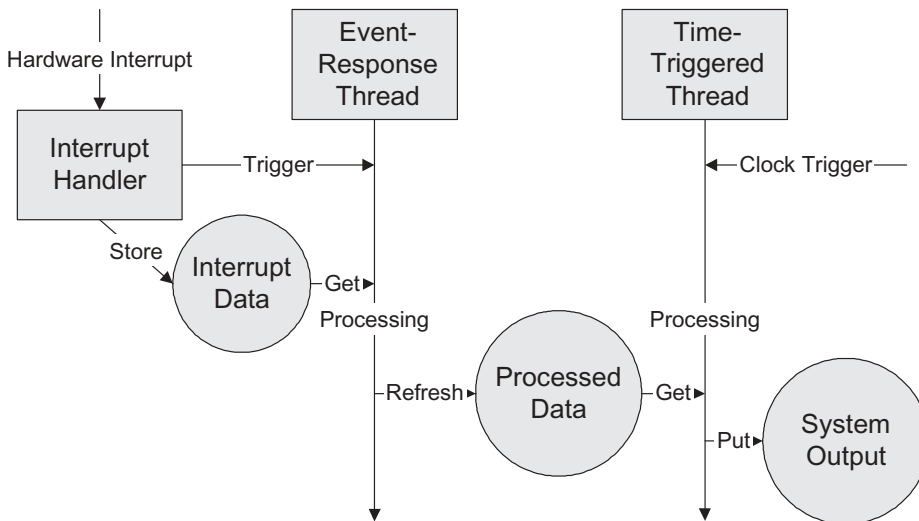 Hardware Interrupt
Interrupt
Handler
Event-
Response
Thread
Time-
Triggered
Thread
Trigger
Clock Trigger
Store
Interrupt
Data
Get
Processing
Processing
Refresh
Processed
Data
Get
Put
System
Output